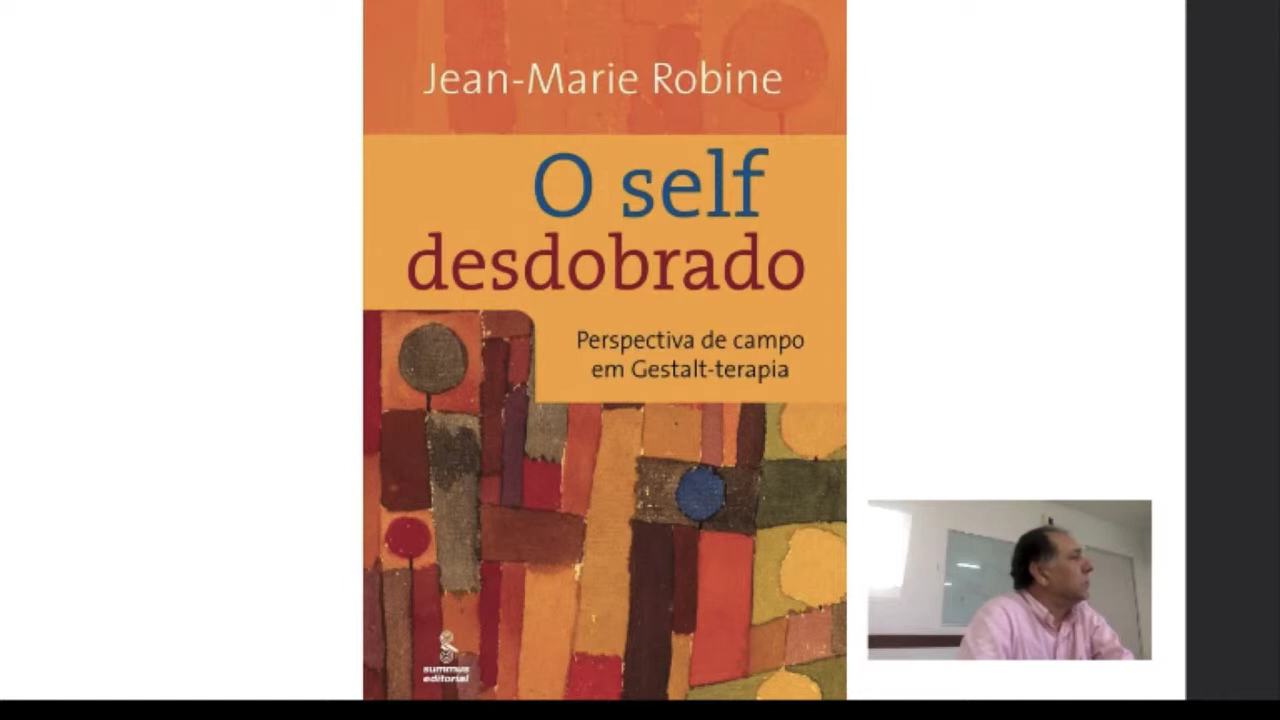 Jean-Marie Robine
O self
desdobrado
Perspectiva de campo
em Gestalt-terapia
summus
editorial